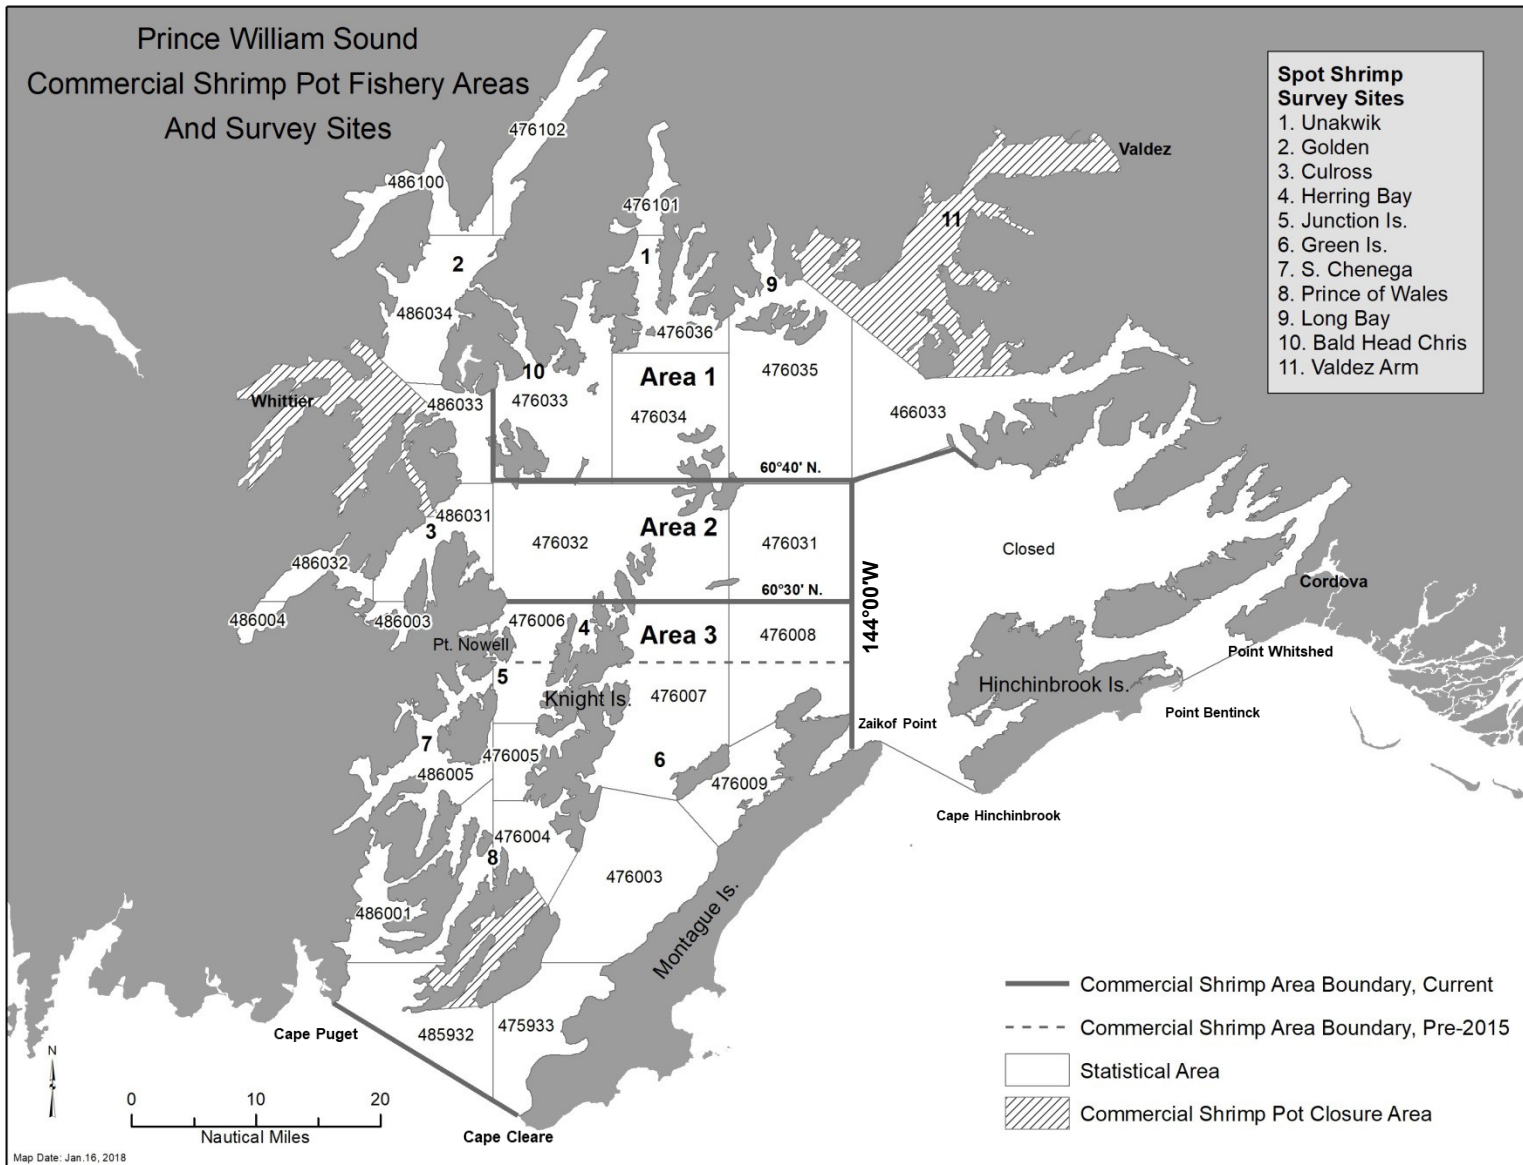 Prince William Sound
Commercial Shrimp Pot Fishery Areas
And Survey Sites
Spot Shrimp
Survey Sites
1. Unakwik
2. Golden
3. Culross
4. Herring Bay
5. Junction Is.
6. Green Is.
7. S. Chenega
8. Prince of Wales
9. Long Bay
10. Bald Head Chris
11. Valdez Arm
476102
486100
476101
Valdez
11
2
1
9
486034
476036
10
Area 1
476035
Whittier
486033
476033
476034
466033
60°40' N.
486031
3
Area 2
476032
476031
Closed
486032
60°30' N.
Cordova
144°00'W
486004
486003
476006
4
Area 3
476008
Pt. Nowell
Point Whitshed
5
Knight Is.
476007
Hinchinbrook Is.
Zaikof Point
Point Bentinck
7
476005
6
486005
476009
Cape Hinchinbrook
476004
8
476003
486001
Montague Is.
Cape Puget
485932
475933
Cape Cleare
N
0 10 20
Nautical Miles
Commercial Shrimp Area Boundary, Current
Commercial Shrimp Area Boundary, Pre-2015
Statistical Area
Commercial Shrimp Pot Closure Area
Map Date: Jan.16, 2018